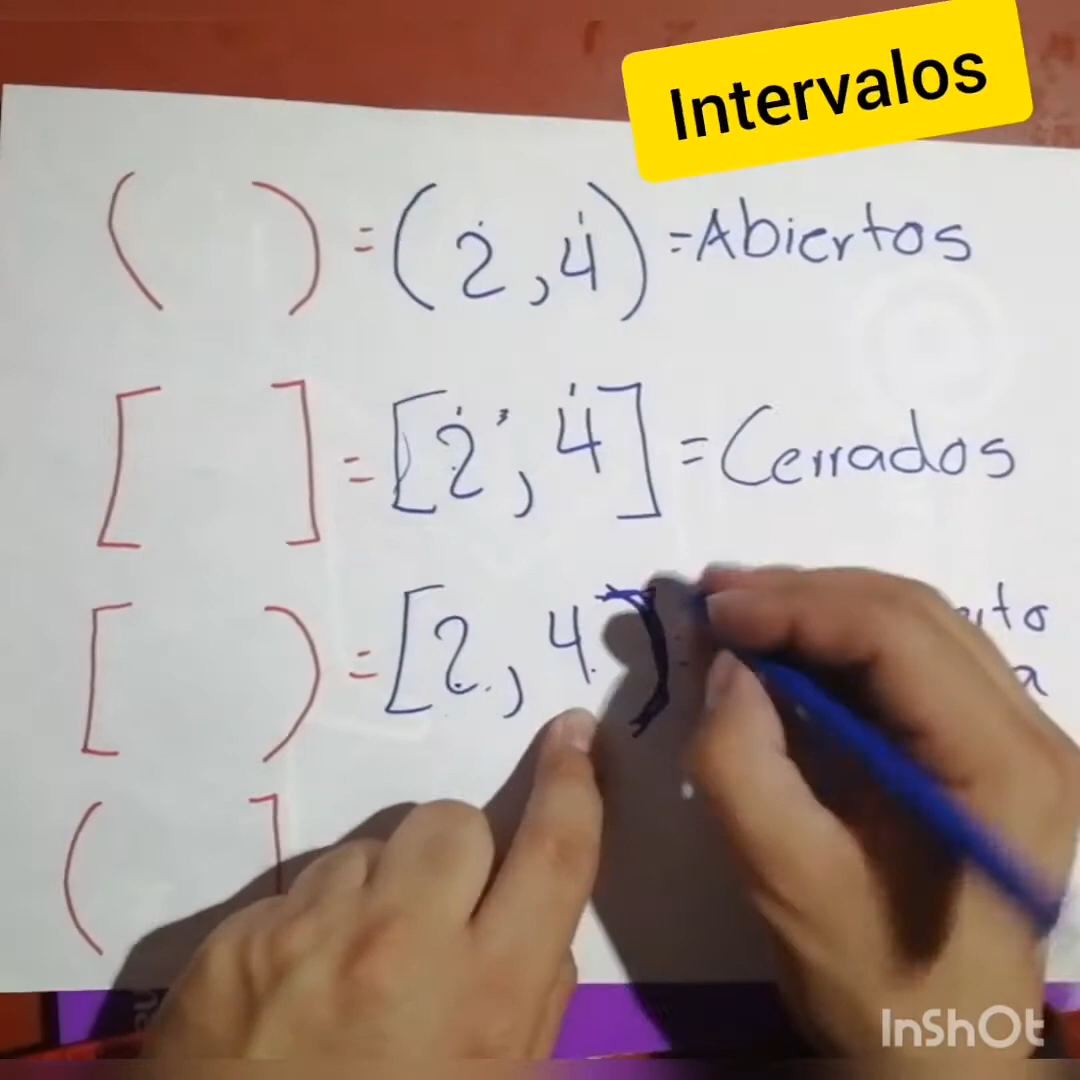 Intervalos
( ) = (2, 4) = Abiertos
[ ] = [2, 4] = Cerrados
[ ) = [2, 4)
( ]
InShOt